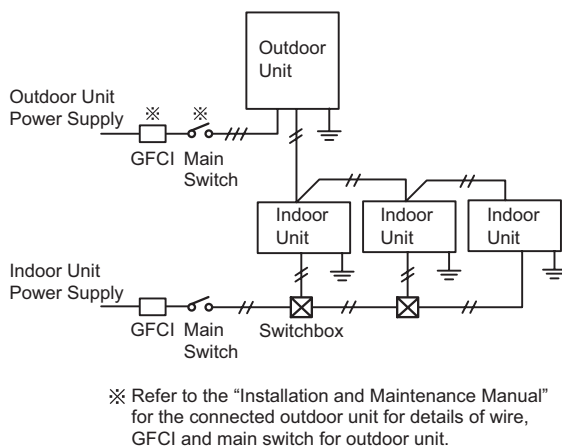 Outdoor
Unit
Outdoor Unit
Power Supply
※ ※
GFCI Main
Switch
Indoor
Unit
Indoor
Unit
Indoor
Unit
Indoor Unit
Power Supply
GFCI Main
Switch
Switchbox
※ Refer to the “Installation and Maintenance Manual”
for the connected outdoor unit for details of wire,
GFCI and main switch for outdoor unit.